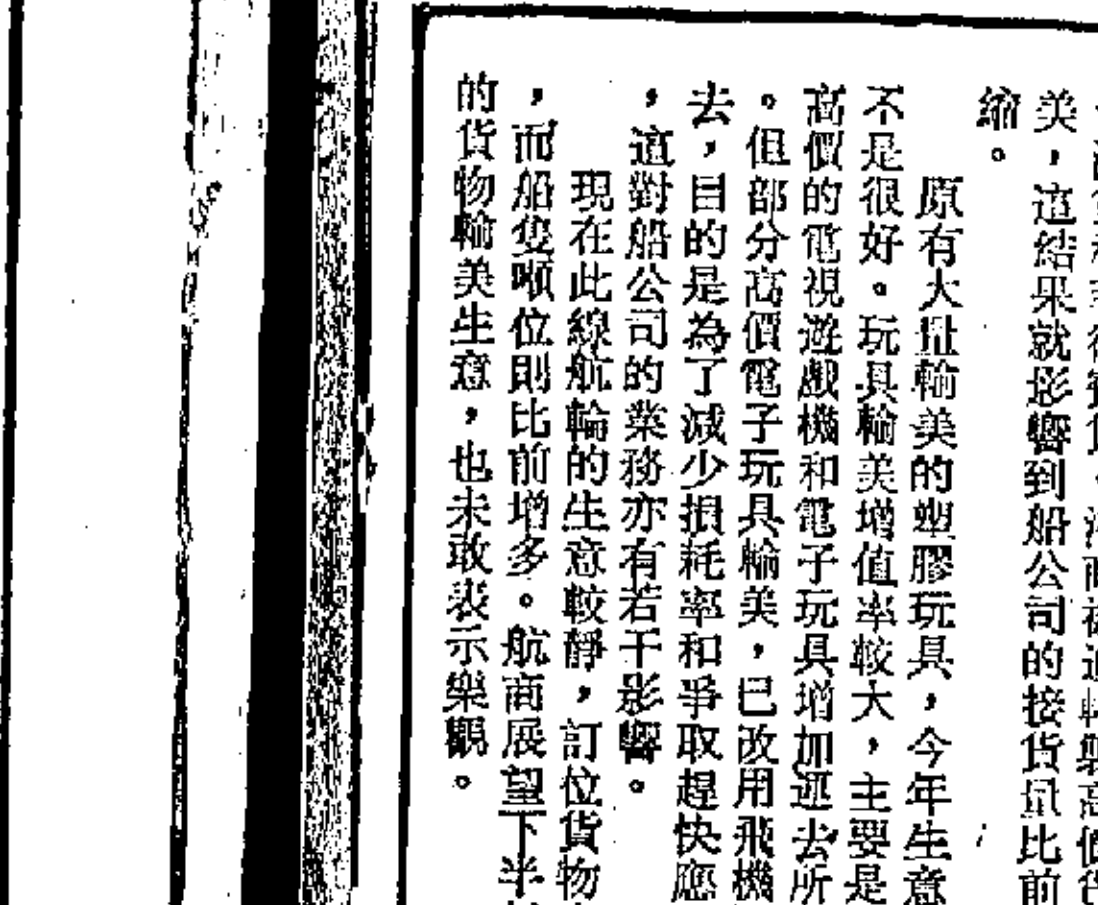 美，這結果就影響到船公司的接貨量比前
縮。
原有大量輸美的塑膠玩具，今年生意
不是很好。玩具輸美增值率較大，主要是
高價的電視遊戲機和電子玩具增加運去所
。但部分高價電子玩具輸美，已改用飛機
去，目的是為了減少損耗率和爭取趕快應
，這對船公司的業務亦有若干影響。
現在此線航輪的生意較靜，訂位貨物
，而船隻噸位則比前增多。航商展望下半
的貨物輸美生意，也未敢表示樂觀。